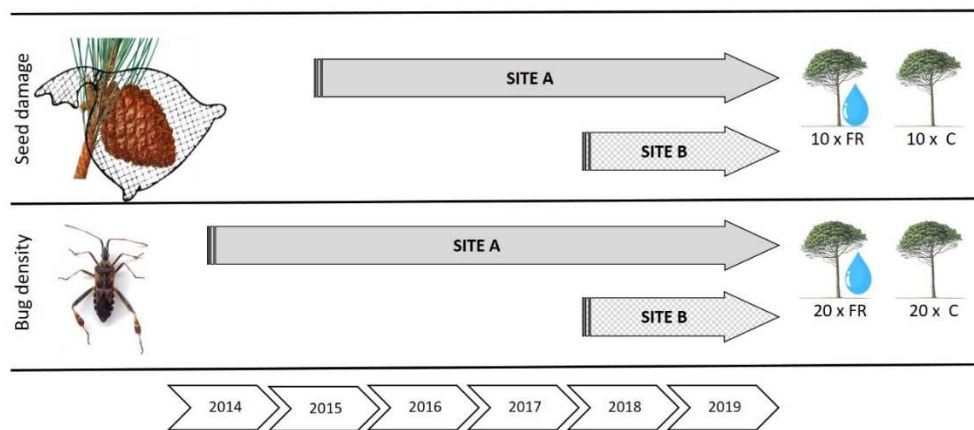 Seed damage
SITE A
SITE B
10 x FR
10 x C
Bug density
SITE A
SITE B
20 x FR
20 x C
2014
2015
2016
2017
2018
2019